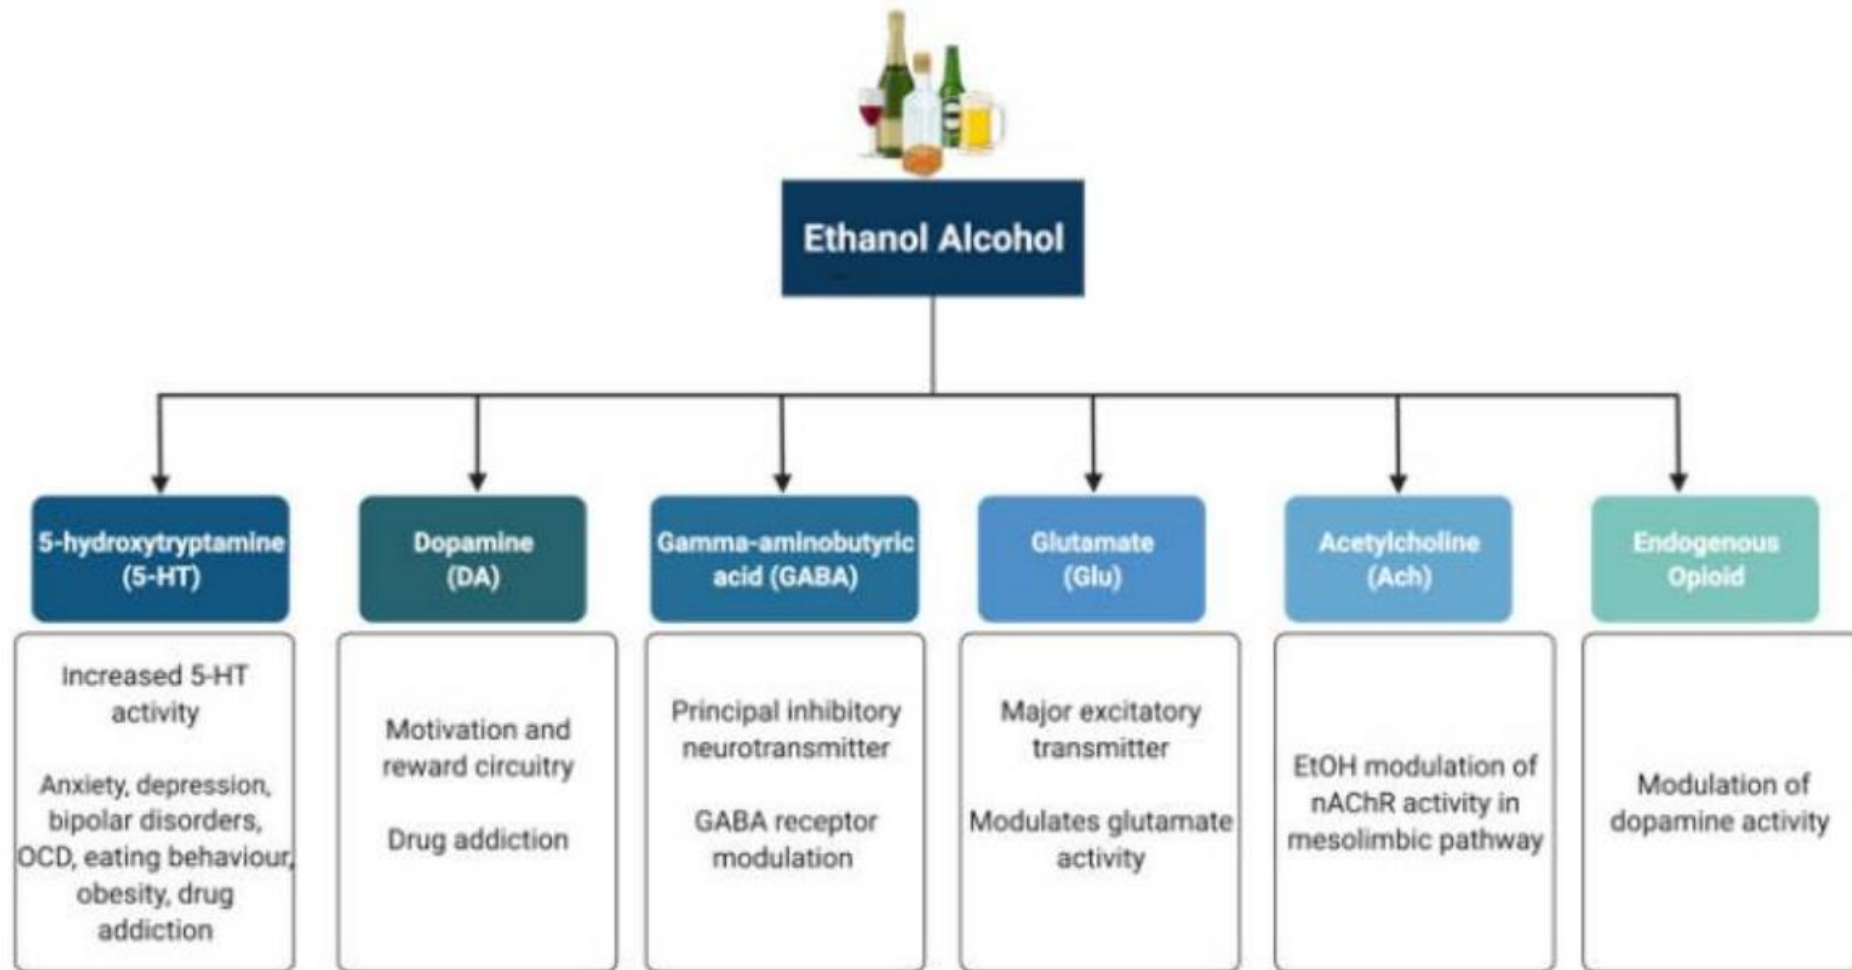 Ethanol Alcohol
5-hydroxytryptamine
(5-HT)
Dopamine
(DA)
Gamma-aminobutyric
acid (GABA)
Glutamate
(Glu)
Acetylcholine
(Ach)
Endogenous
Opioid
Increased 5-HT
activity
Anxiety, depression,
bipolar disorders,
OCD, eating behaviour,
obesity, drug
addiction
Motivation and
reward circuitry
Drug addiction
Principal inhibitory
neurotransmitter
GABA receptor
modulation
Major excitatory
transmitter
Modulates glutamate
activity
EtOH modulation of
nAChR activity in
mesolimbic pathway
Modulation of
dopamine activity